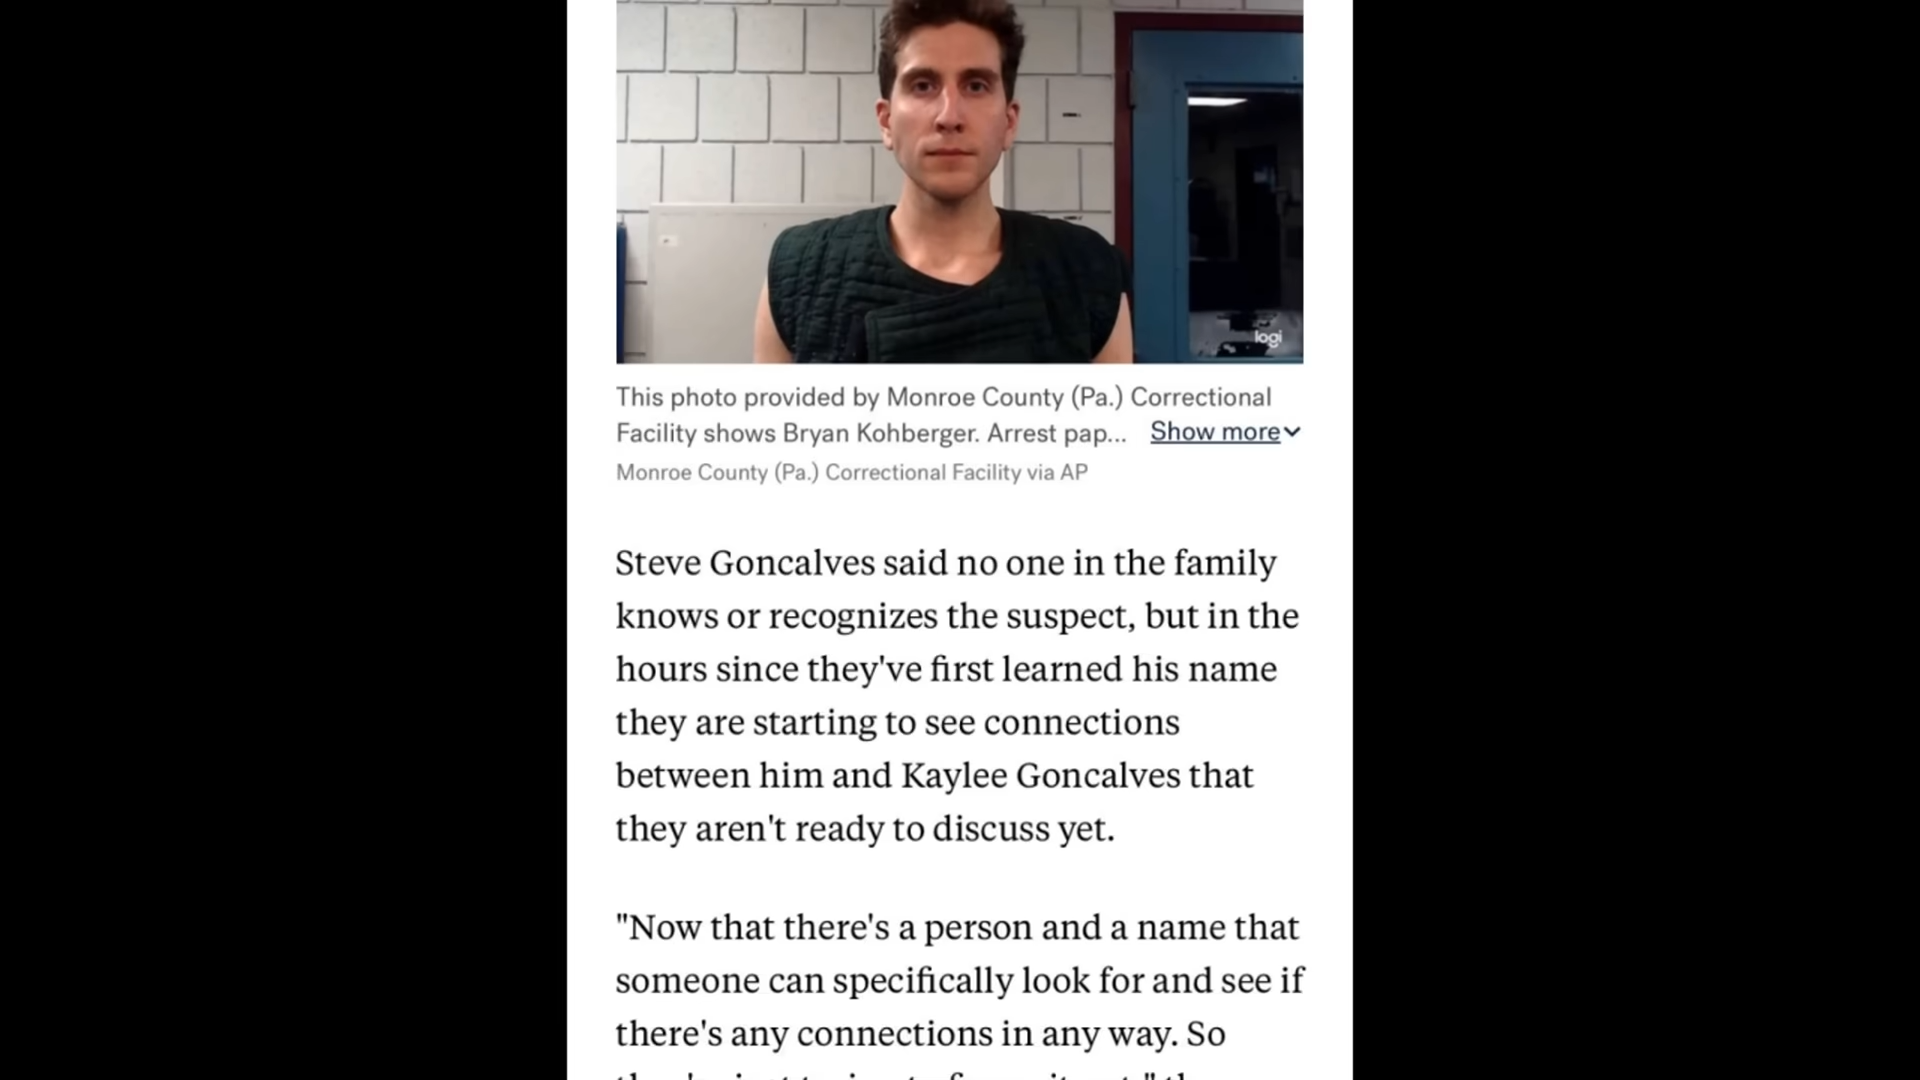 logi
This photo provided by Monroe County (Pa.) Correctional
Facility shows Bryan Kohberger. Arrest pap... Show more
Monroe County (Pa.) Correctional Facility via AP
Steve Goncalves said no one in the family
knows or recognizes the suspect, but in the
hours since they've first learned his name
they are starting to see connections
between him and Kaylee Goncalves that
they aren't ready to discuss yet.
"Now that there's a person and a name that
someone can specifically look for and see if
there's any connections in any way. So